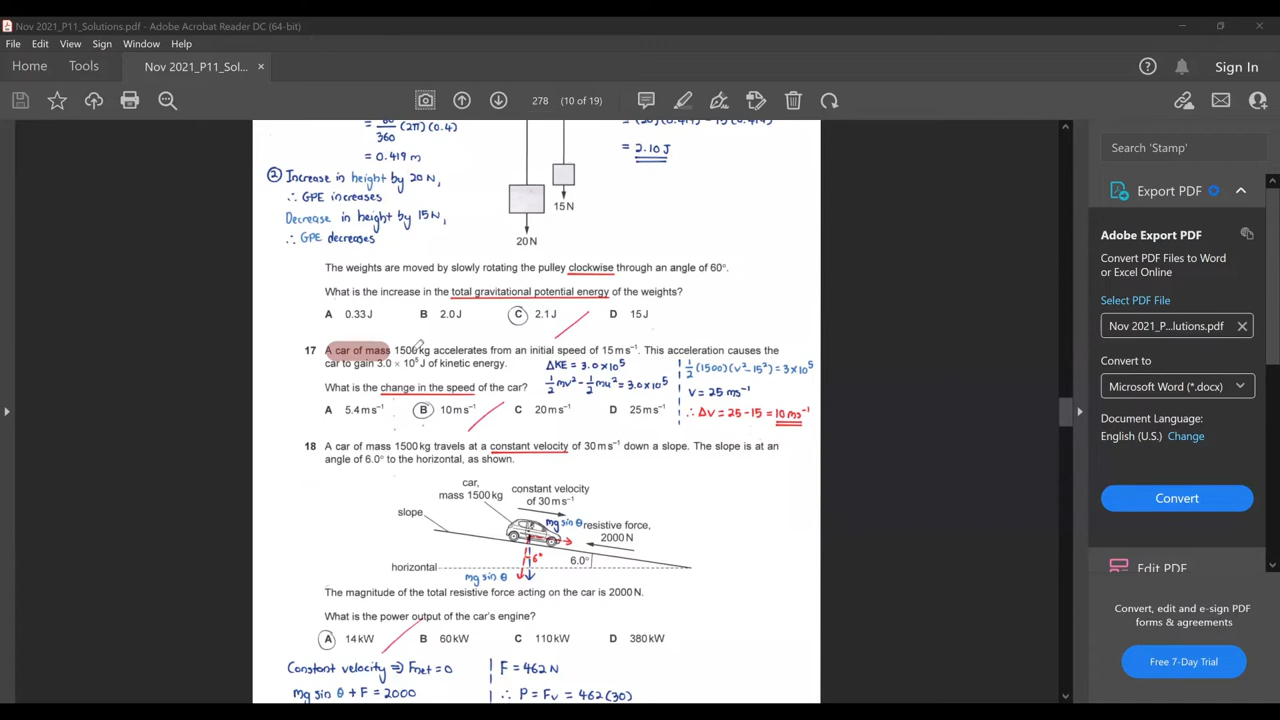 Nov 2021_P11_Solutions.pdf - Adobe Acrobat Reader DC (64-bit)
File Edit View Sign Window Help
Home Tools Nov 2021_P11_Sol... × Sign In
278 (10 of 19)
Search 'Stamp'
Export PDF
Adobe Export PDF
Convert PDF Files to Word
or Excel Online
Select PDF File
Nov 2021_P...lutions.pdf
Convert to
Microsoft Word (*.docx)
Document Language:
English (U.S.) Change
Convert
Edit PDF
Convert, edit and e-sign PDF
forms & agreements
Free 7-Day Trial
360 (2π)(0.4)
= 0.419 m
= 2.10 J
② Increase in height by 20 N,
∴ GPE increases
Decrease in height by 15 N,
∴ GPE decreases
15 N
20 N
The weights are moved by slowly rotating the pulley clockwise through an angle of 60°.
What is the increase in the total gravitational potential energy of the weights?
A 0.33 J B 2.0 J C 2.1 J D 15 J
17 A car of mass 1500 kg accelerates from an initial speed of 15 m s⁻¹. This acceleration causes the
car to gain 3.0 × 10⁵ J of kinetic energy.
ΔKE = 3.0 × 10⁵
½mv² − ½mu² = 3.0 × 10⁵
½(1500)(v² − 15²) = 3 × 10⁵
v = 25 ms⁻¹
∴ Δv = 25 − 15 = 10 ms⁻¹
What is the change in the speed of the car?
A 5.4 m s⁻¹ B 10 m s⁻¹ C 20 m s⁻¹ D 25 m s⁻¹
18 A car of mass 1500 kg travels at a constant velocity of 30 m s⁻¹ down a slope. The slope is at an
angle of 6.0° to the horizontal, as shown.
car,
mass 1500 kg
constant velocity
of 30 m s⁻¹
slope
mg sin θ
resistive force,
2000 N
6°
6.0°
horizontal
mg sin θ
The magnitude of the total resistive force acting on the car is 2000 N.
What is the power output of the car's engine?
A 14 kW B 60 kW C 110 kW D 380 kW
Constant velocity ⇒ Fnet = 0
mg sin θ + F = 2000
F = 462 N
∴ P = Fv = 462(30)